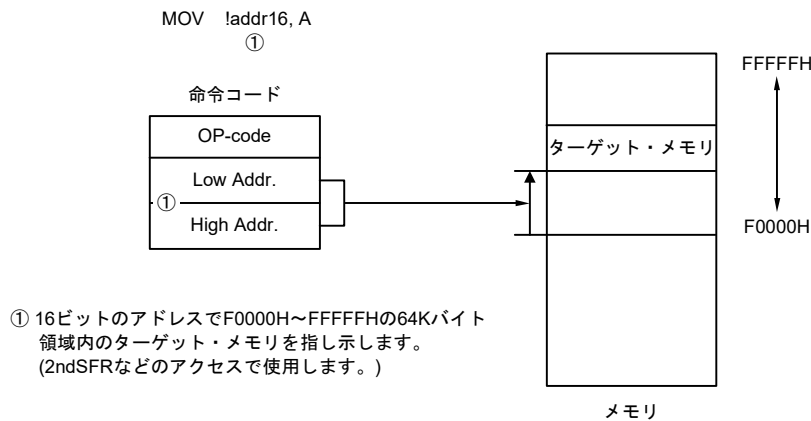 MOV !addr16, A
①
命令コード
OP-code
Low Addr.
①
High Addr.
FFFFFH
ターゲット・メモリ
F0000H
メモリ
① 16ビットのアドレスでF0000H～FFFFFHの64Kバイト
領域内のターゲット・メモリを指し示します。
(2ndSFRなどのアクセスで使用します。)